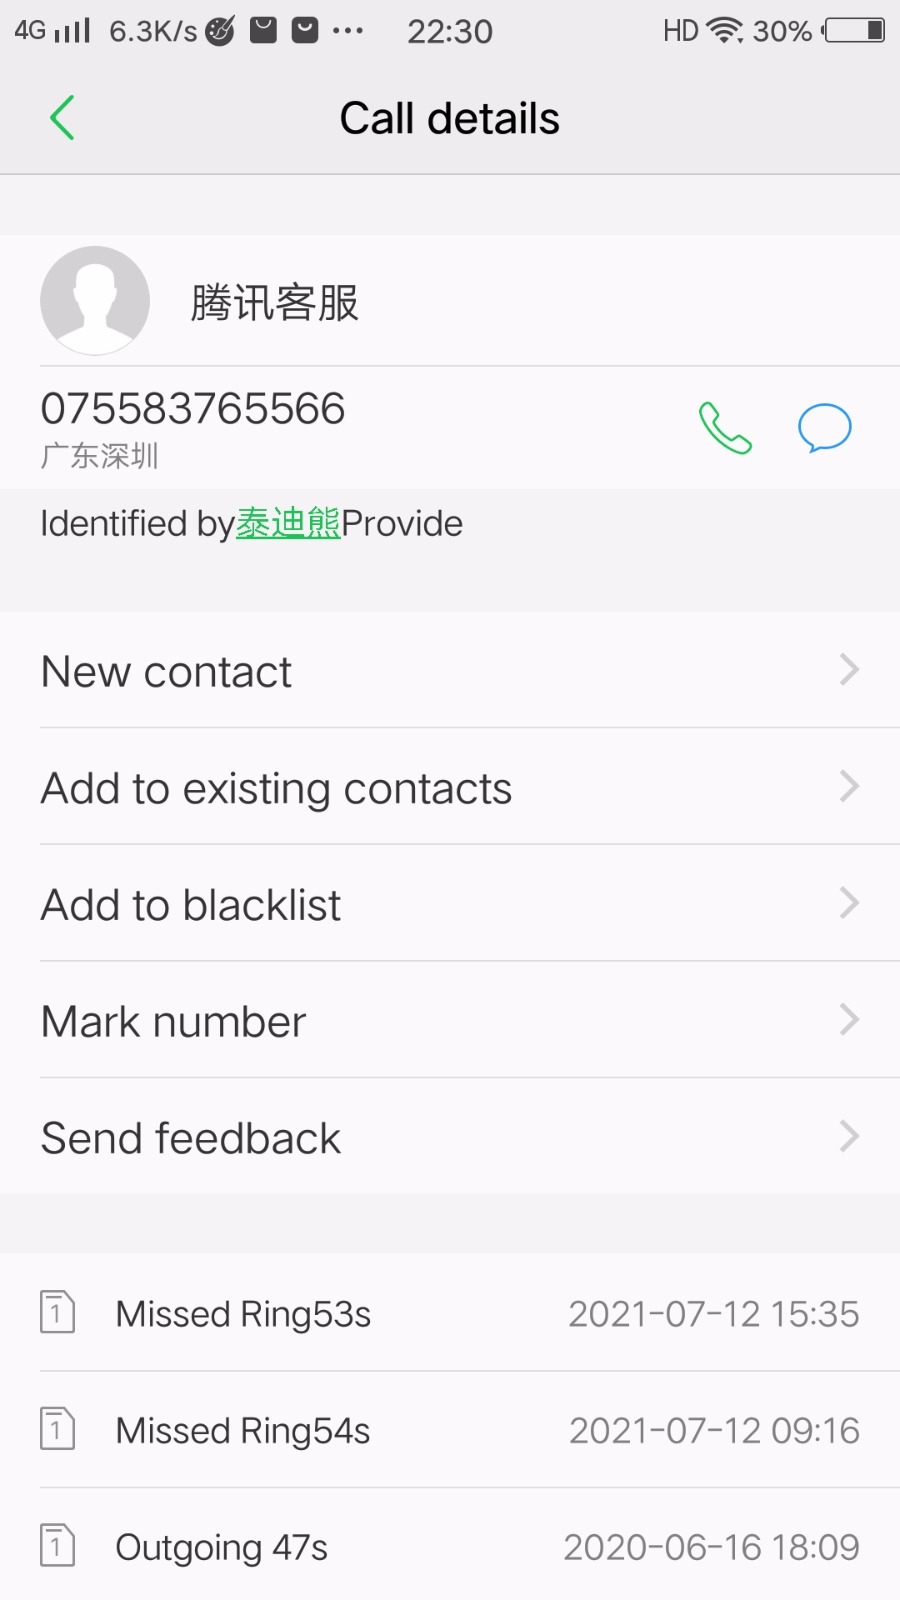 4G 6.3K/s ... 22:30 HD 30%
Call details
腾讯客服
075583765566
广东深圳
Identified by泰迪熊Provide
New contact
Add to existing contacts
Add to blacklist
Mark number
Send feedback
1 Missed Ring53s 2021-07-12 15:35
1 Missed Ring54s 2021-07-12 09:16
1 Outgoing 47s 2020-06-16 18:09